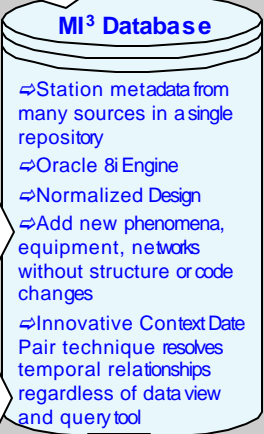 MI³ Database
⇨Station metadata from
many sources in a single
repository
⇨Oracle 8i Engine
⇨Normalized Design
⇨Add new phenomena,
equipment, networks
without structure or code
changes
⇨Innovative Context Date
Pair technique resolves
temporal relationships
regardless of data view
and query tool